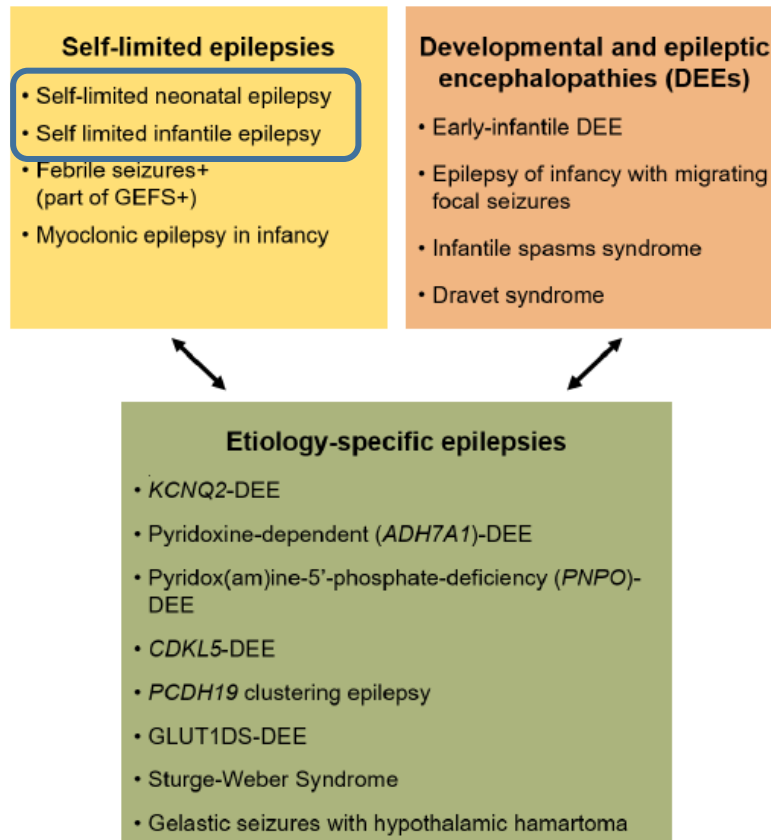 Self-limited epilepsies
• Self-limited neonatal epilepsy
• Self limited infantile epilepsy
• Febrile seizures+
(part of GEFS+)
• Myoclonic epilepsy in infancy
Developmental and epileptic
encephalopathies (DEEs)
• Early-infantile DEE
• Epilepsy of infancy with migrating
focal seizures
• Infantile spasms syndrome
• Dravet syndrome
Etiology-specific epilepsies
• KCNQ2-DEE
• Pyridoxine-dependent (ADH7A1)-DEE
• Pyridox(am)ine-5’-phosphate-deficiency (PNPO)-
DEE
• CDKL5-DEE
• PCDH19 clustering epilepsy
• GLUT1DS-DEE
• Sturge-Weber Syndrome
• Gelastic seizures with hypothalamic hamartoma